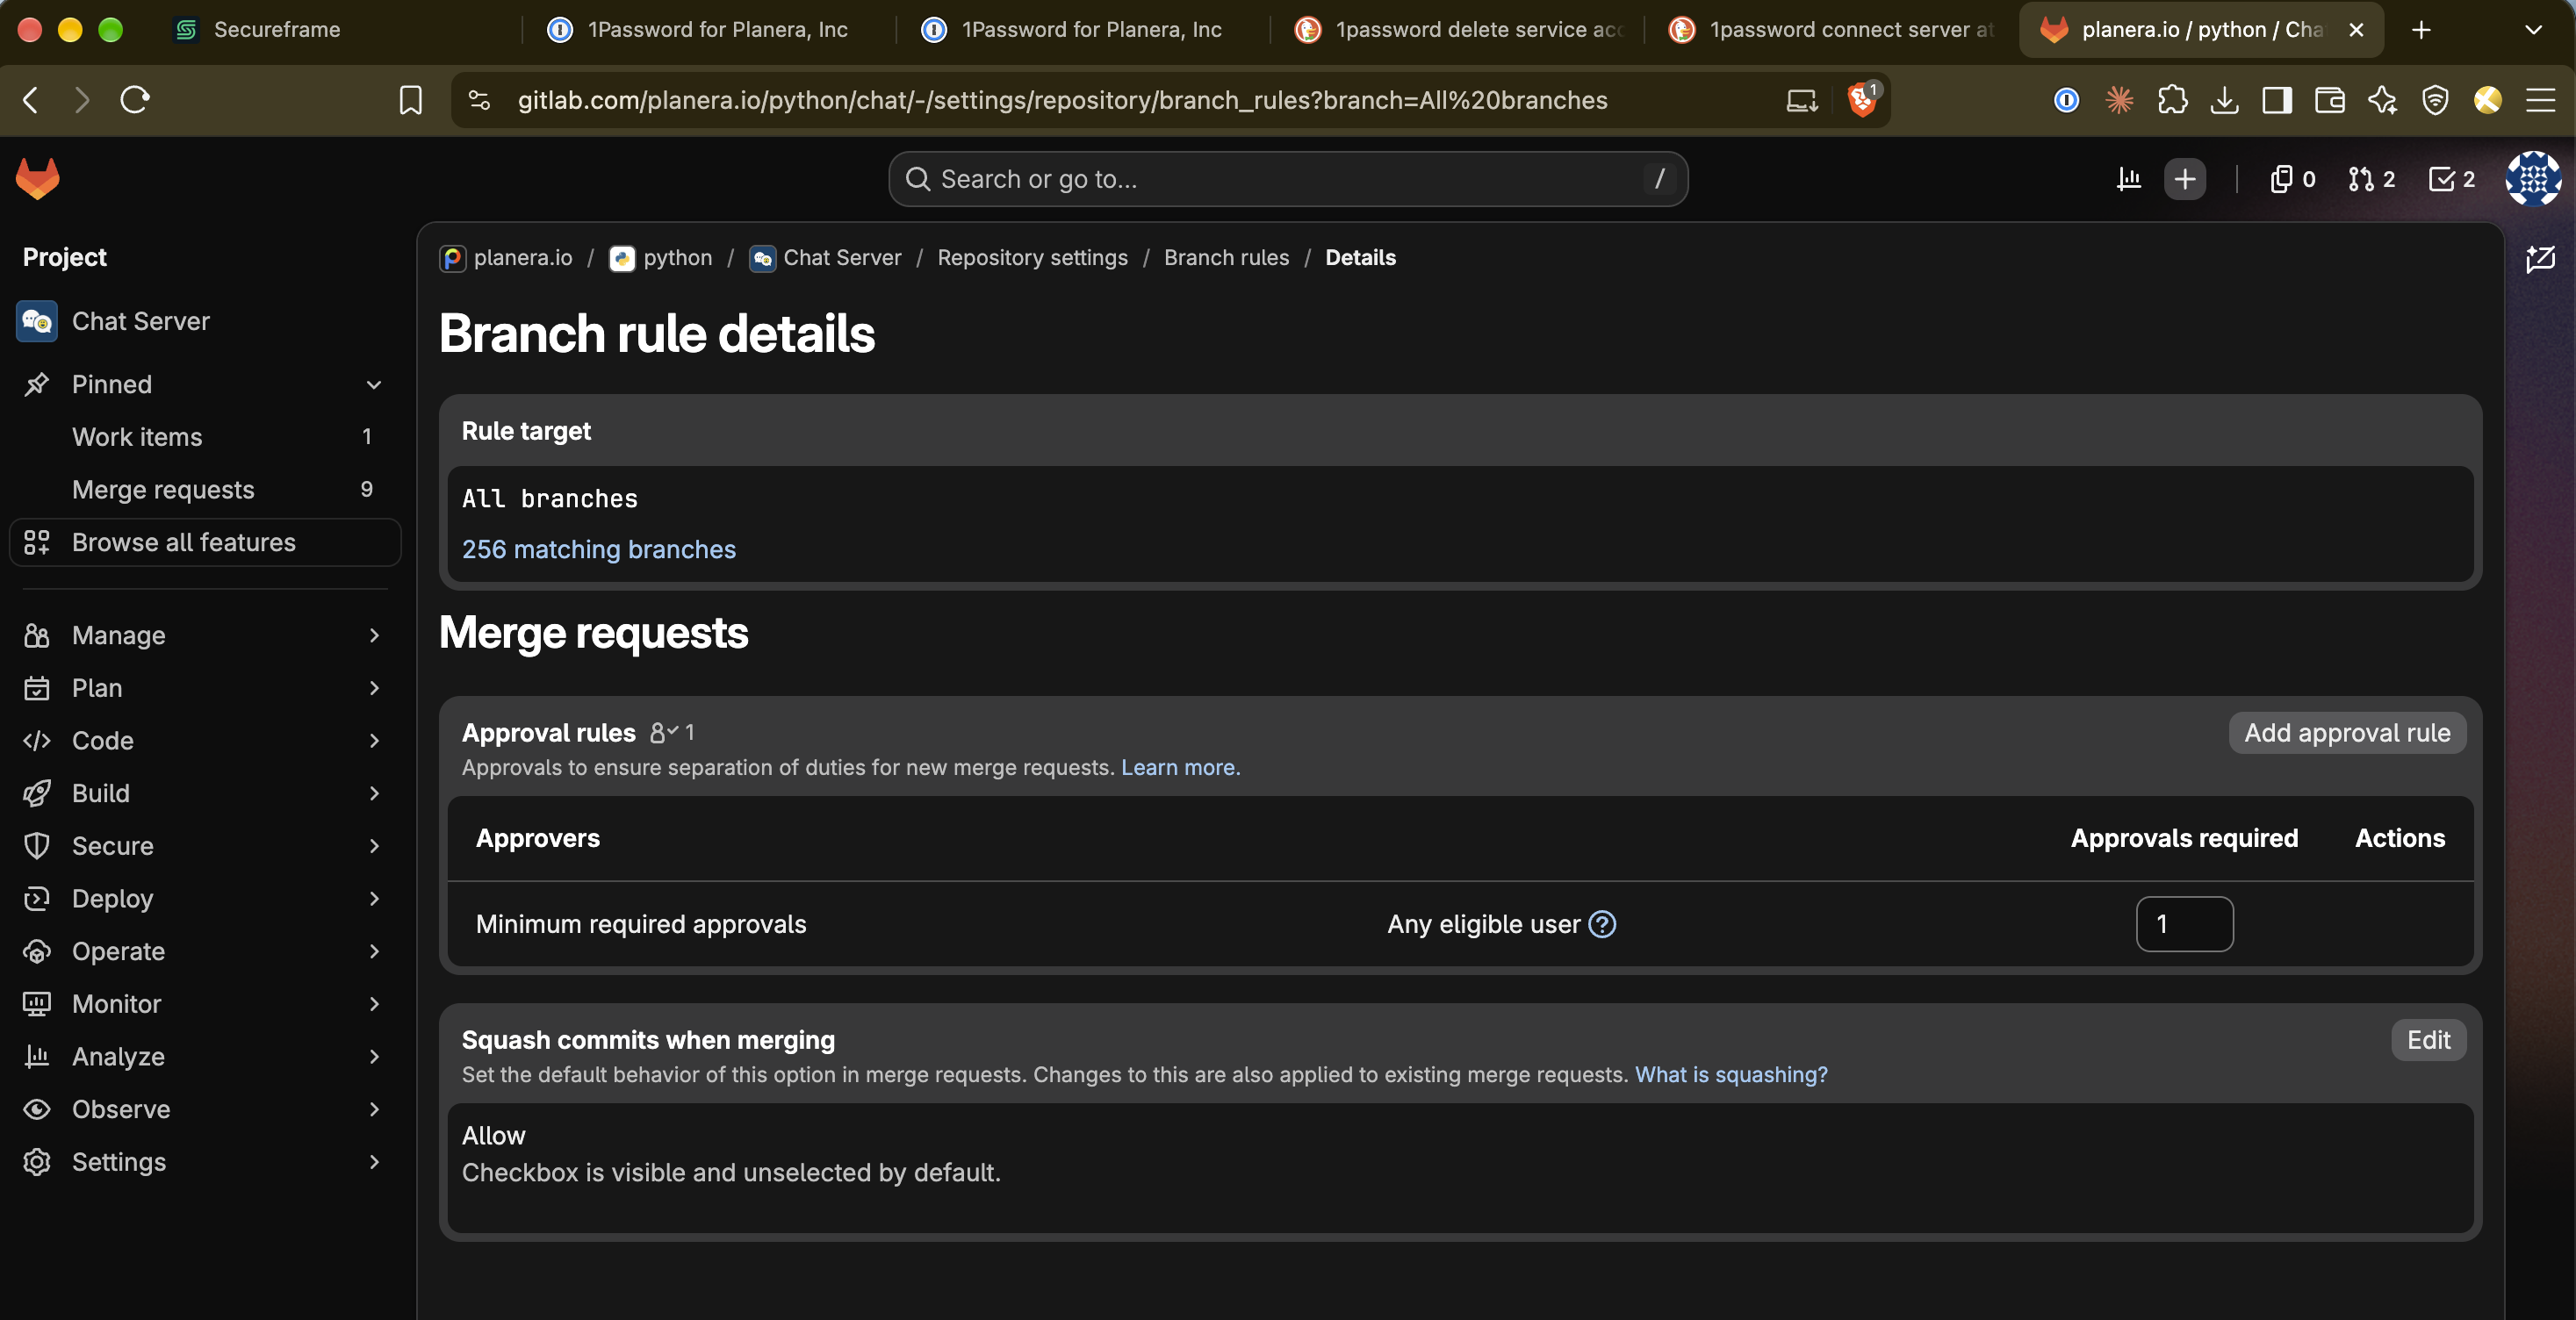 Secureframe
1Password for Planera, Inc
1Password for Planera, Inc
1password delete service acc
1password connect server at
planera.io / python / Cha
gitlab.com/planera.io/python/chat/-/settings/repository/branch_rules?branch=All%20branches
1
Search or go to...
/
0
2
2
Project
Chat Server
Pinned
Work items 1
Merge requests 9
Browse all features
Manage
Plan
Code
Build
Secure
Deploy
Operate
Monitor
Analyze
Observe
Settings
planera.io / python / Chat Server / Repository settings / Branch rules / Details
Branch rule details
Rule target
All branches
256 matching branches
Merge requests
Approval rules 1
Add approval rule
Approvals to ensure separation of duties for new merge requests. Learn more.
Approvers Approvals required Actions
Minimum required approvals Any eligible user ? 1
Squash commits when merging
Edit
Set the default behavior of this option in merge requests. Changes to this are also applied to existing merge requests. What is squashing?
Allow
Checkbox is visible and unselected by default.